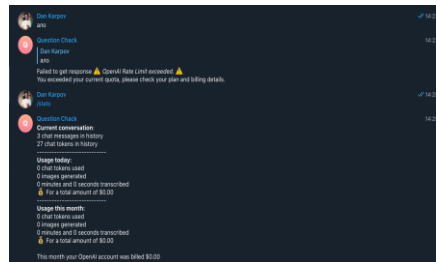 Dan Karpov
14:2
ano
Question Check
14:2
Dan Karpov
ano
Failed to get response ⚠️ OpenAI Rate Limit exceeded. ⚠️
You exceeded your current quota, please check your plan and billing details.
Dan Karpov
14:2
/stats
Question Check
14:2
Current conversation:
3 chat messages in history
27 chat tokens in history
----------------------------
Usage today:
0 chat tokens used
0 images generated
0 minutes and 0 seconds transcribed
💰 For a total amount of $0.00
----------------------------
Usage this month:
0 chat tokens used
0 images generated
0 minutes and 0 seconds transcribed
💰 For a total amount of $0.00
This month your OpenAI account was billed $0.00